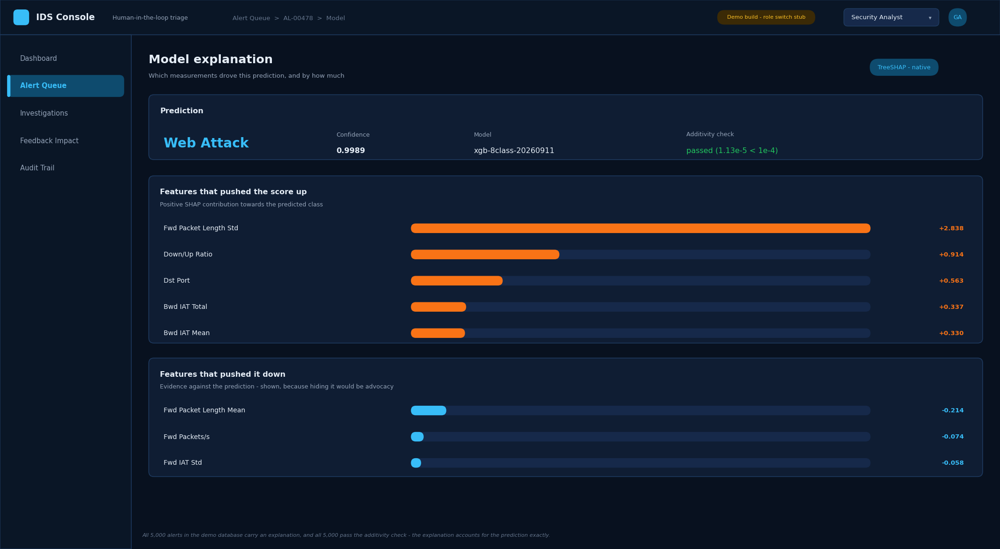 IDS Console
Human-in-the-loop triage
Alert Queue > AL-00478 > Model
Demo build - role switch stub
Security Analyst ▾
GA
Dashboard
Alert Queue
Investigations
Feedback Impact
Audit Trail
Model explanation
Which measurements drove this prediction, and by how much
TreeSHAP - native
Prediction
Web Attack
Confidence
0.9989
Model
xgb-8class-20260911
Additivity check
passed (1.13e-5 < 1e-4)
Features that pushed the score up
Positive SHAP contribution towards the predicted class
Fwd Packet Length Std +2.838
Down/Up Ratio +0.914
Dst Port +0.563
Bwd IAT Total +0.337
Bwd IAT Mean +0.330
Features that pushed it down
Evidence against the prediction - shown, because hiding it would be advocacy
Fwd Packet Length Mean -0.214
Fwd Packets/s -0.074
Fwd IAT Std -0.058
All 5,000 alerts in the demo database carry an explanation, and all 5,000 pass the additivity check - the explanation accounts for the prediction exactly.